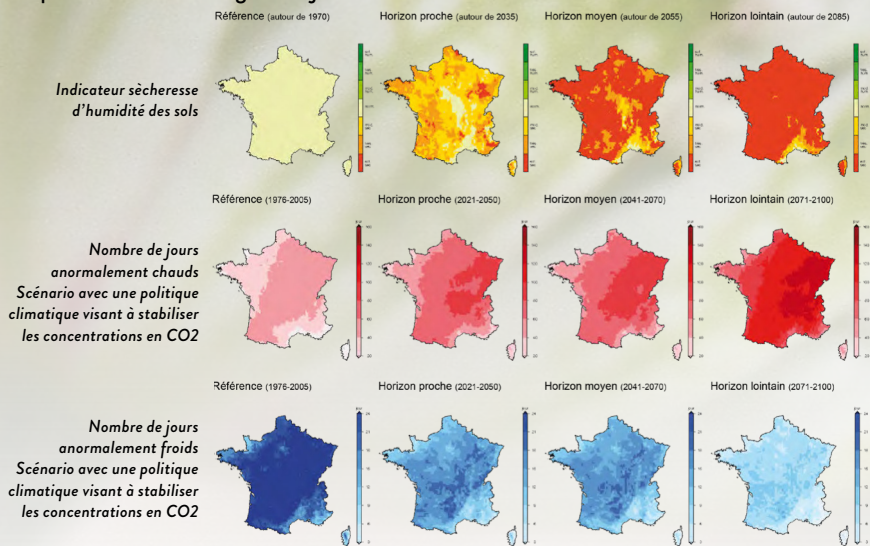 Référence (autour de 1970)
Horizon proche (autour de 2035)
Horizon moyen (autour de 2055)
Horizon lointain (autour de 2085)
Indicateur sècheresse
d'humidité des sols
Référence (1976-2005)
Horizon proche (2021-2050)
Horizon moyen (2041-2070)
Horizon lointain (2071-2100)
Nombre de jours
anormalement chauds
Scénario avec une politique
climatique visant à stabiliser
les concentrations en CO2
Référence (1976-2005)
Horizon proche (2021-2050)
Horizon moyen (2041-2070)
Horizon lointain (2071-2100)
Nombre de jours
anormalement froids
Scénario avec une politique
climatique visant à stabiliser
les concentrations en CO2